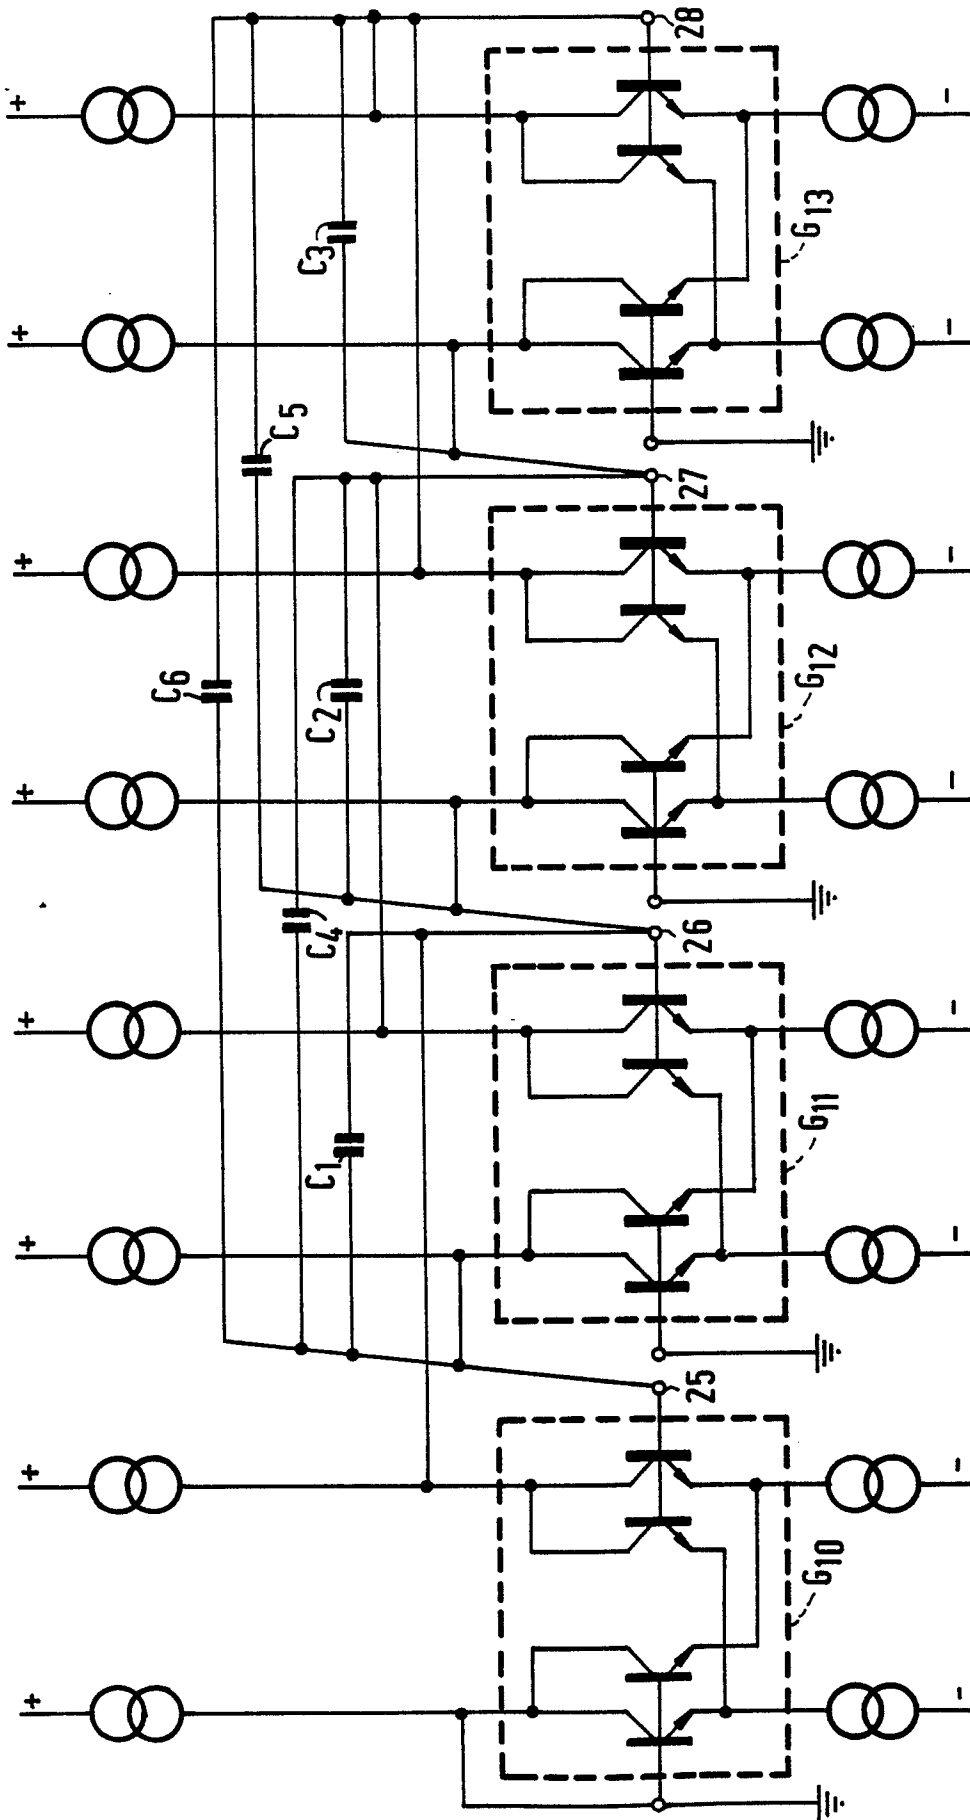 + + + + + + + +
C6
C5
C4
C1
C2
C3
25
26
27
28
G10
G11
G12
G13
- - - - - - - -